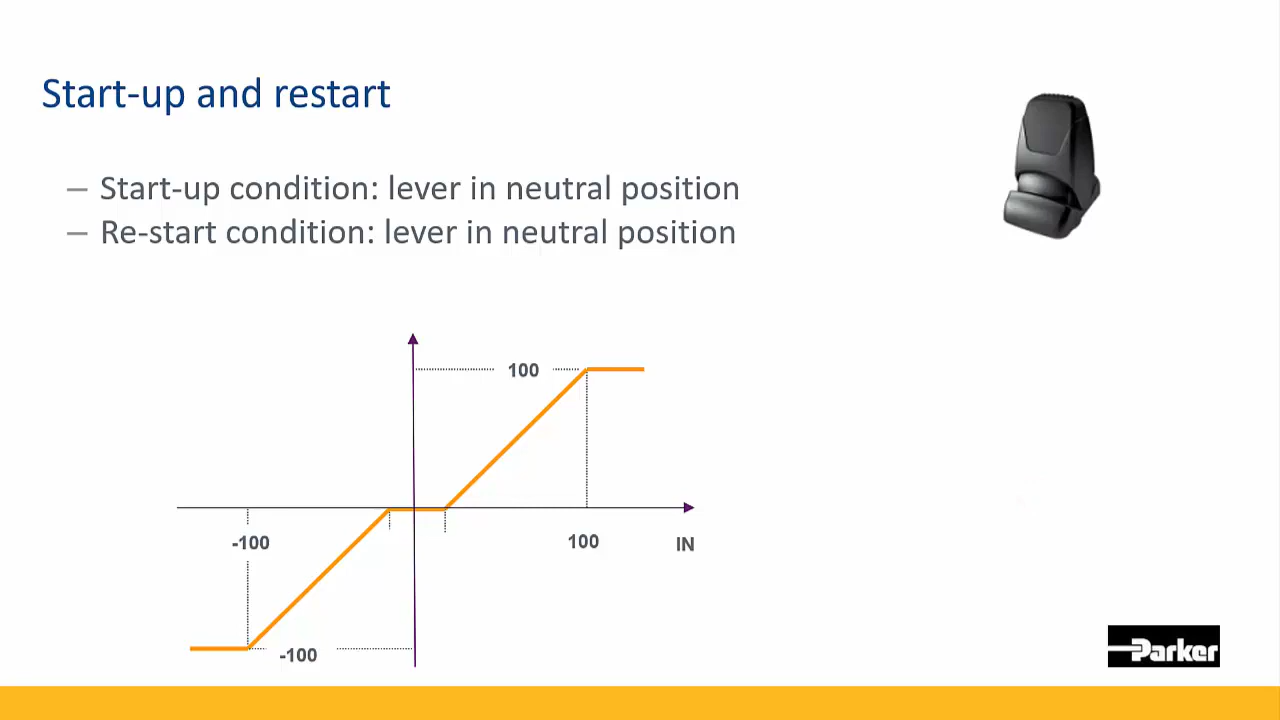 Start-up and restart
– Start-up condition: lever in neutral position
– Re-start condition: lever in neutral position
100
-100
100
IN
-100
Parker